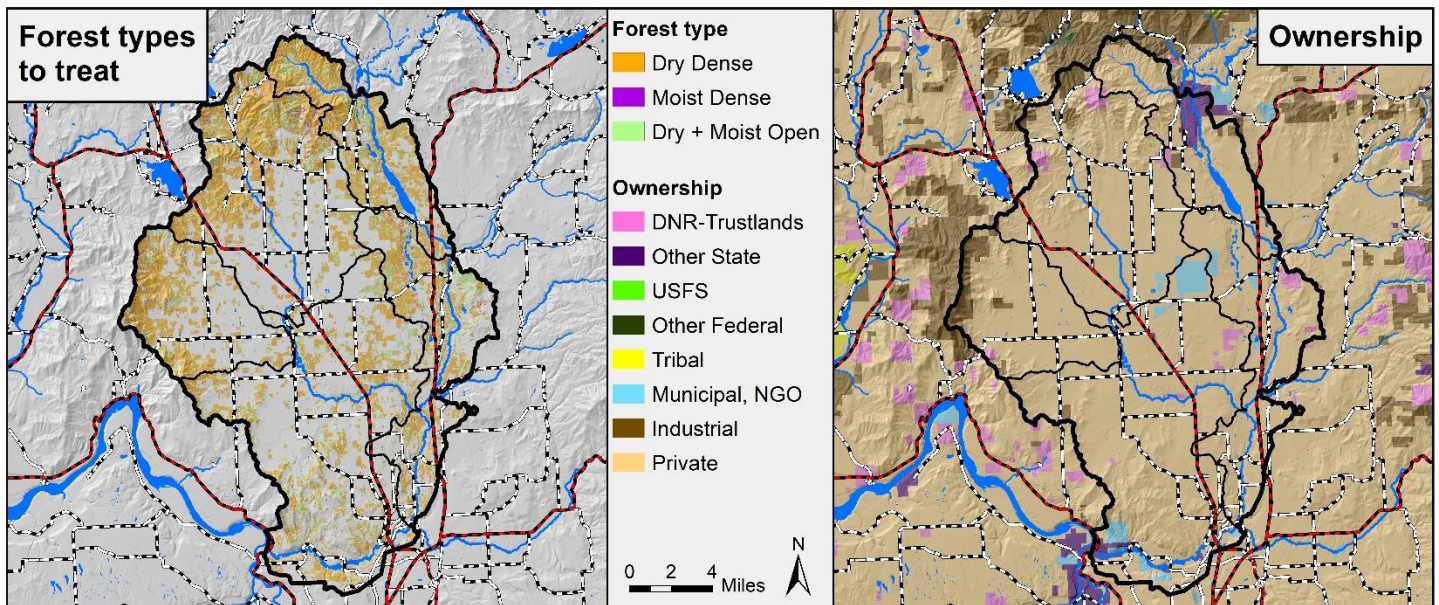 Forest types
to treat
Forest type
Dry Dense
Moist Dense
Dry + Moist Open
Ownership
DNR-Trustlands
Other State
USFS
Other Federal
Tribal
Municipal, NGO
Industrial
Private
N
0 2 4
Miles
Ownership